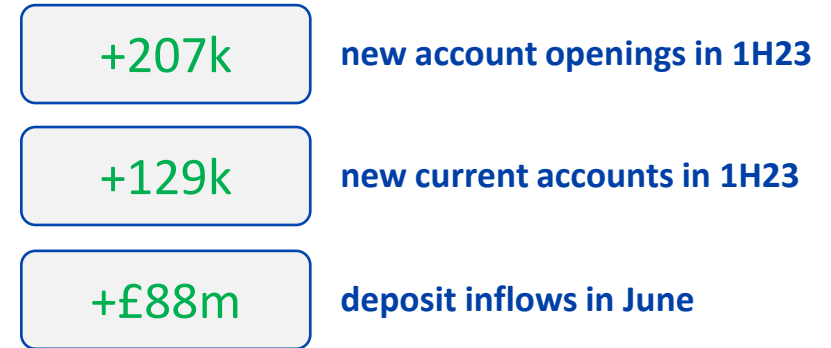 +207k new account openings in 1H23
+129k new current accounts in 1H23
+£88m deposit inflows in June